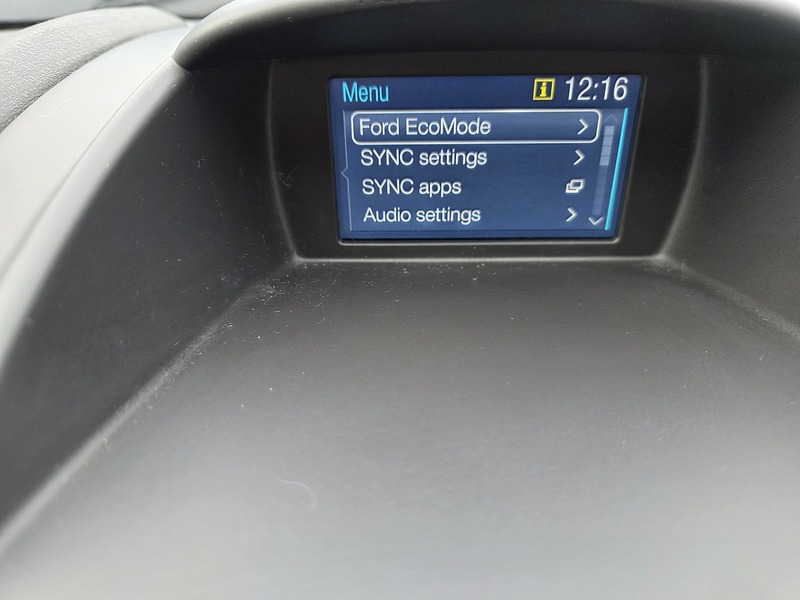 Menu i 12:16
Ford EcoMode
SYNC settings
SYNC apps
Audio settings